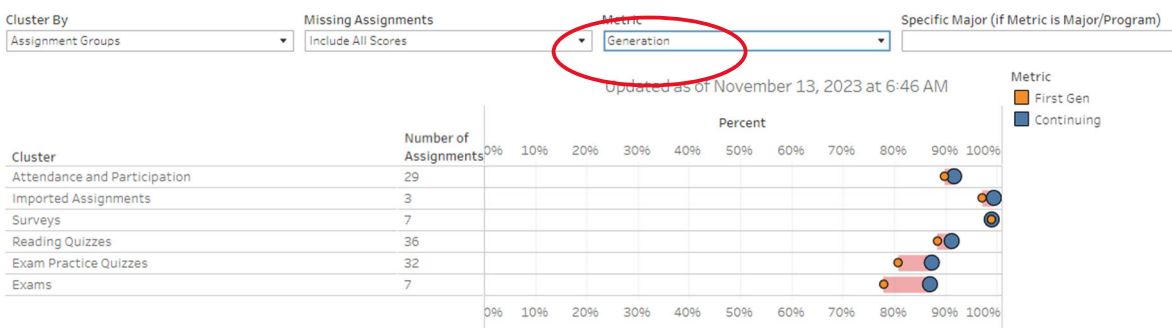 Cluster By
Missing Assignments
Metric
Specific Major (if Metric is Major/Program)
Assignment Groups
Include All Scores
Generation
Updated as of November 13, 2023 at 6:46 AM
Metric
First Gen
Continuing
Percent
Cluster
Number of
Assignments
0% 10% 20% 30% 40% 50% 60% 70% 80% 90% 100%
Attendance and Participation 29
Imported Assignments 3
Surveys 7
Reading Quizzes 36
Exam Practice Quizzes 32
Exams 7
0% 10% 20% 30% 40% 50% 60% 70% 80% 90% 100%